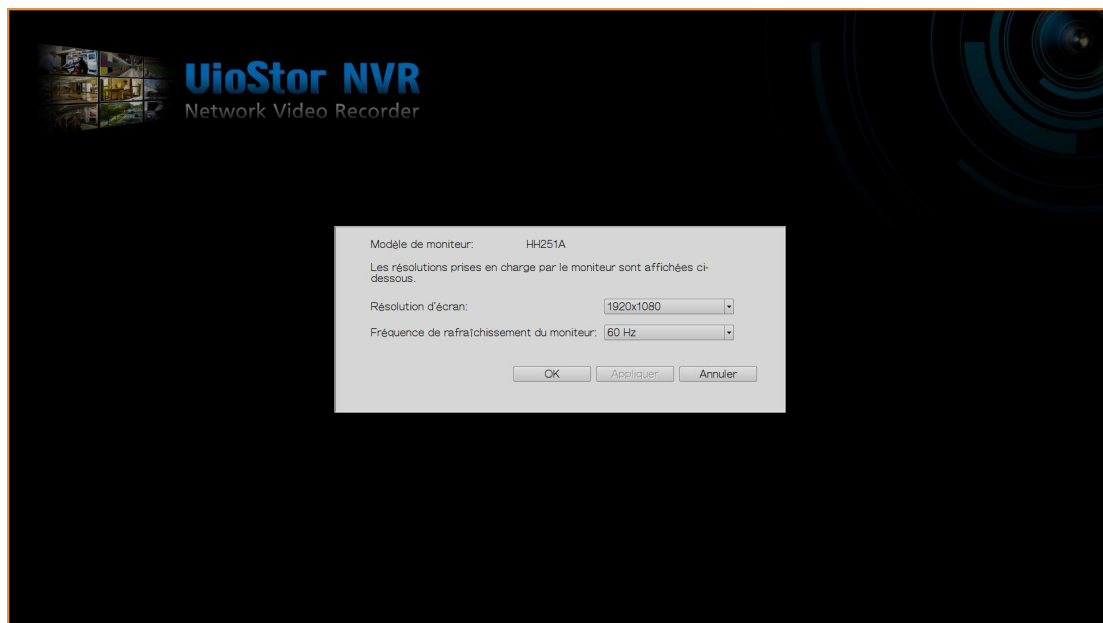 VioStor NVR
Network Video Recorder
Modèle de moniteur: HH251A
Les résolutions prises en charge par le moniteur sont affichées ci-
dessous.
Résolution d'écran: 1920x1080
Fréquence de rafraîchissement du moniteur: 60 Hz
OK Appliquer Annuler